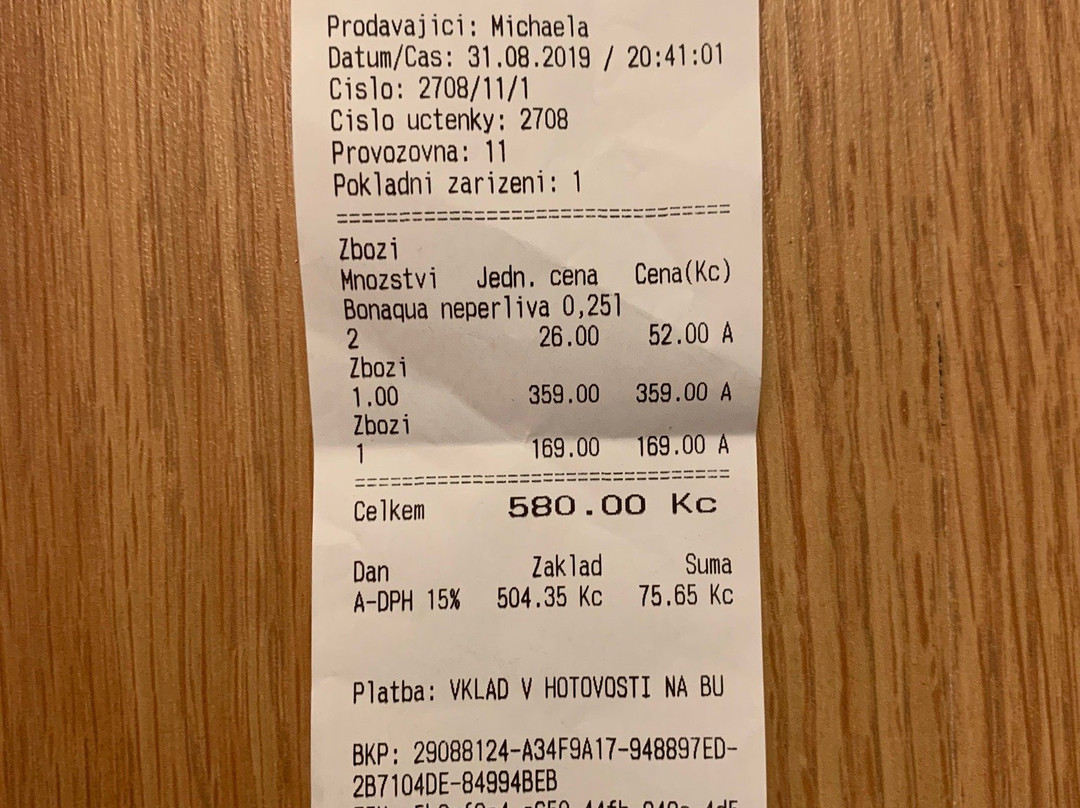 Prodavajici: Michaela
Datum/Cas: 31.08.2019 / 20:41:01
Cislo: 2708/11/1
Cislo uctenky: 2708
Provozovna: 11
Pokladni zarizeni: 1
================================
Zbozi
Mnozstvi Jedn. cena Cena(Kc)
Bonaqua neperliva 0,25l
2 26.00 52.00 A
Zbozi
1.00 359.00 359.00 A
Zbozi
1 169.00 169.00 A
================================
Celkem 580.00 Kc
Dan Zaklad Suma
A-DPH 15% 504.35 Kc 75.65 Kc
Platba: VKLAD V HOTOVOSTI NA BU
BKP: 29088124-A34F9A17-948897ED-
2B7104DE-84994BEB